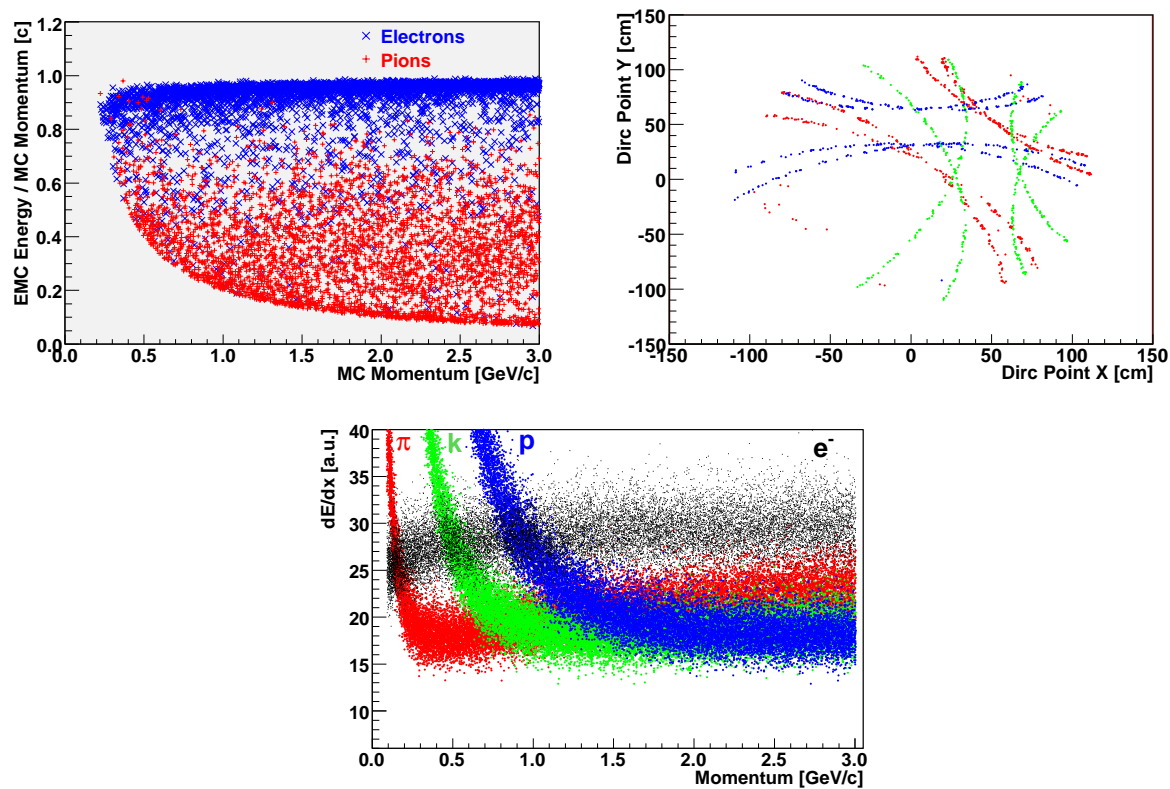 1.2
1.0
0.8
0.6
0.4
0.2
0.0
EMC Energy / MC Momentum [c]
Electrons
Pions
0.0 0.5 1.0 1.5 2.0 2.5 3.0
MC Momentum [GeV/c]
150
100
50
0
-50
-100
-150
Dirc Point Y [cm]
-150 -100 -50 0 50 100 150
Dirc Point X [cm]
40
35
30
25
20
15
10
dE/dx [a.u.]
π k p e-
0.0 0.5 1.0 1.5 2.0 2.5 3.0
Momentum [GeV/c]